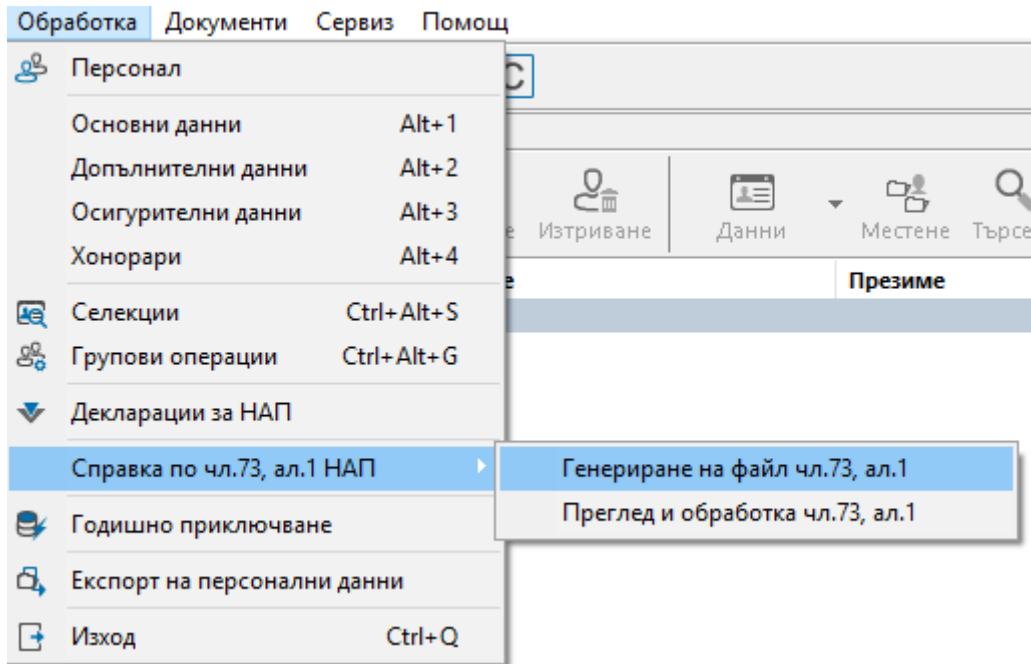 Обработка Документи Сервиз Помощ
Персонал
Основни данни Alt+1
Допълнителни данни Alt+2
Осигурителни данни Alt+3
Хонорари Alt+4
Изтриване Данни Местене
Презиме
Селекции Ctrl+Alt+S
Групови операции Ctrl+Alt+G
Декларации за НАП
Справка по чл.73, ал.1 НАП
Генериране на файл чл.73, ал.1
Преглед и обработка чл.73, ал.1
Годишно приключване
Експорт на персонални данни
Изход Ctrl+Q